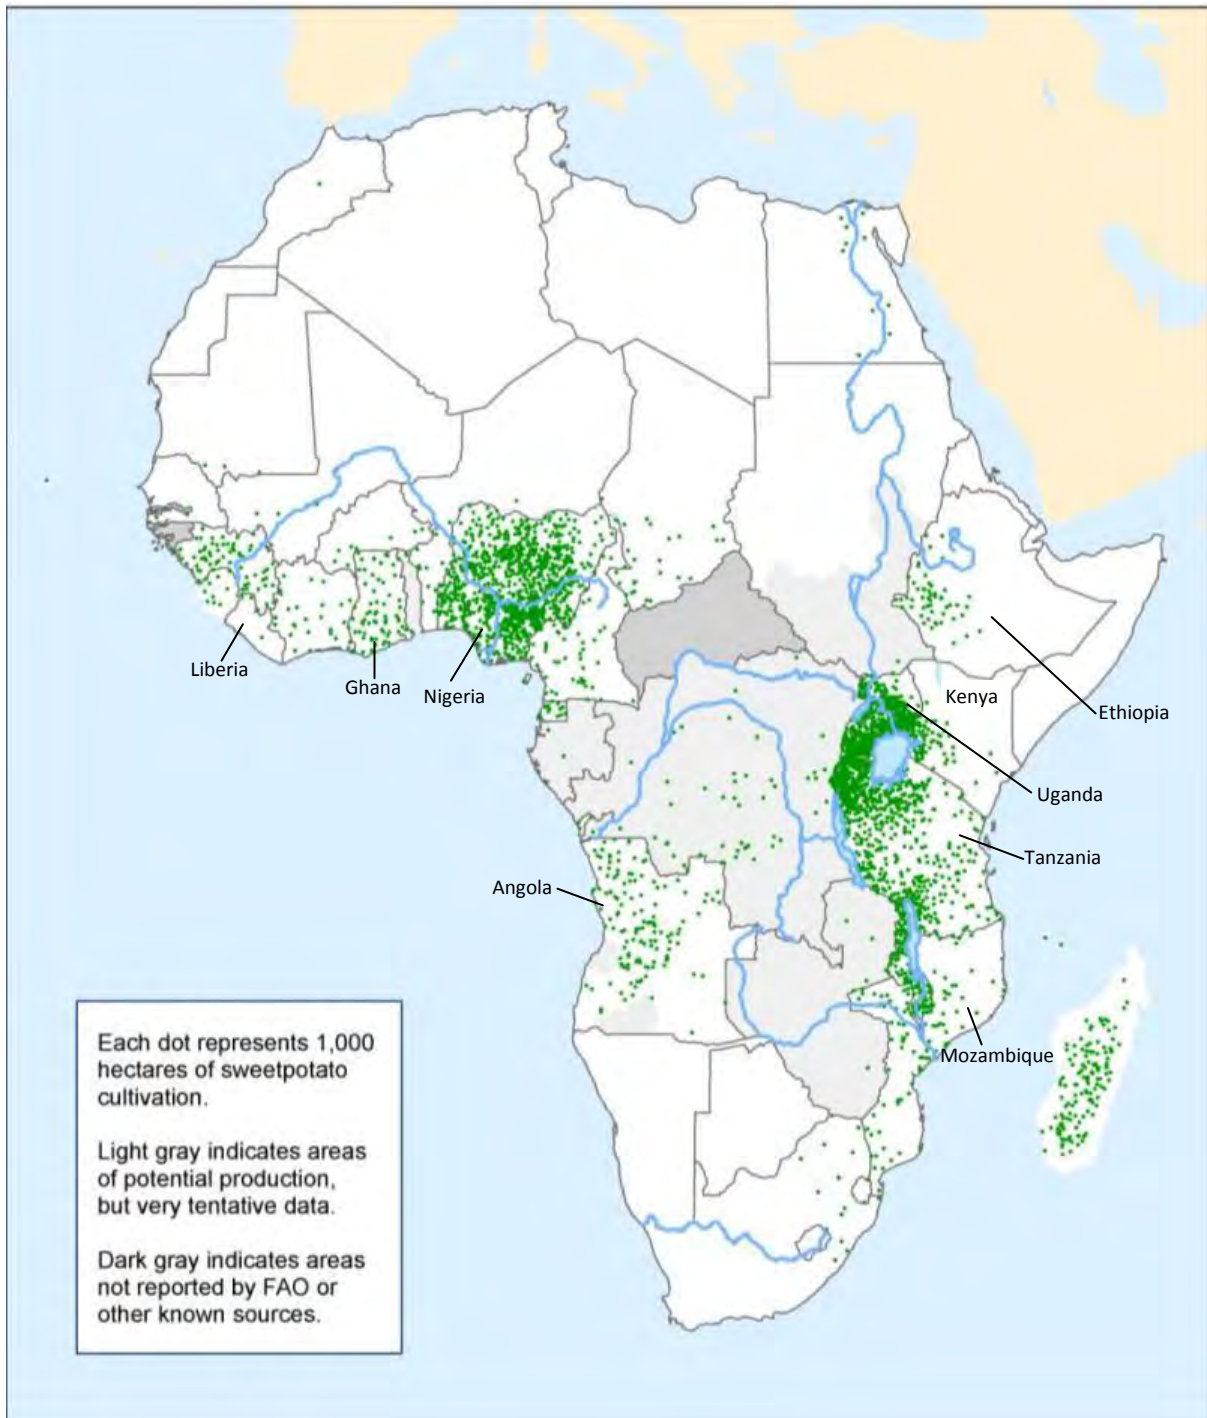 Liberia
Ghana
Nigeria
Kenya
Ethiopia
Uganda
Tanzania
Angola
Mozambique
Each dot represents 1,000
hectares of sweetpotato
cultivation.
Light gray indicates areas
of potential production,
but very tentative data.
Dark gray indicates areas
not reported by FAO or
other known sources.